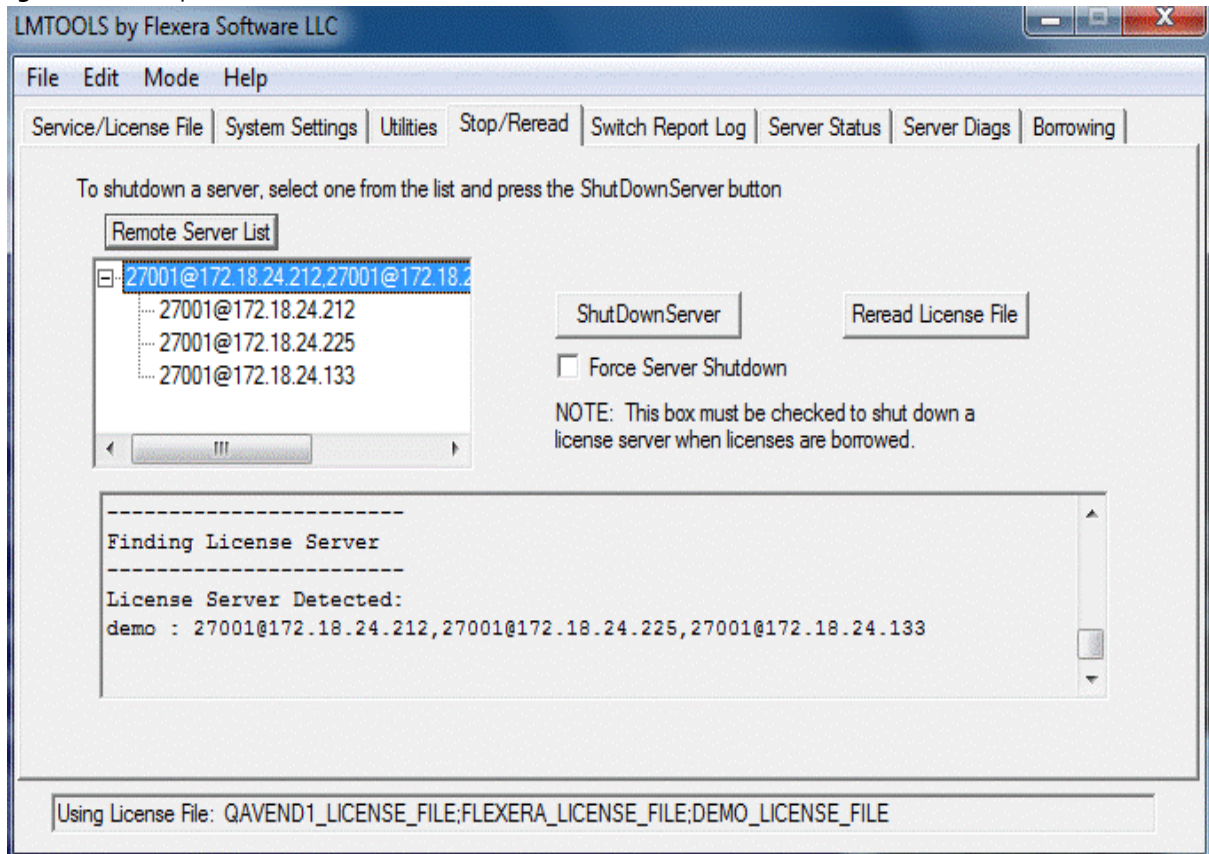 LMTOOLS by Flexera Software LLC
File Edit Mode Help
Service/License File System Settings Utilities Stop/Reread Switch Report Log Server Status Server Diags Borrowing
To shutdown a server, select one from the list and press the ShutDownServer button
Remote Server List
27001@172.18.24.212,27001@172.18.2
27001@172.18.24.212
27001@172.18.24.225
27001@172.18.24.133
ShutDownServer
Reread License File
Force Server Shutdown
NOTE: This box must be checked to shut down a
license server when licenses are borrowed.
------------------------
Finding License Server
------------------------
License Server Detected:
demo : 27001@172.18.24.212,27001@172.18.24.225,27001@172.18.24.133
Using License File: QAVEND1_LICENSE_FILE;FLEXERA_LICENSE_FILE;DEMO_LICENSE_FILE